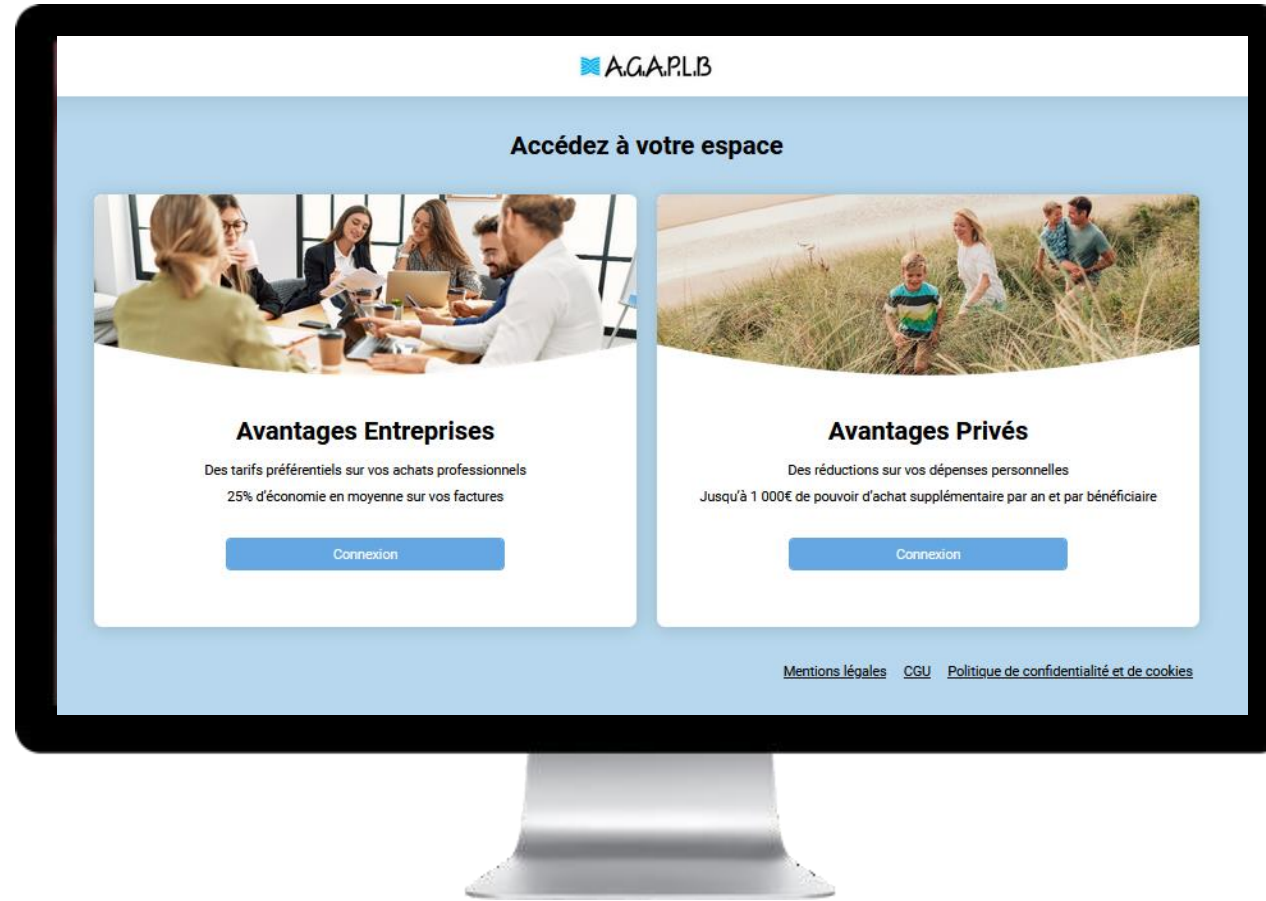 A.G.A.P.L.B
Accédez à votre espace
Avantages Entreprises
Des tarifs préférentiels sur vos achats professionnels
25% d'économie en moyenne sur vos factures
Connexion
Avantages Privés
Des réductions sur vos dépenses personnelles
Jusqu'à 1 000€ de pouvoir d'achat supplémentaire par an et par bénéficiaire
Connexion
Mentions légales CGU Politique de confidentialité et de cookies